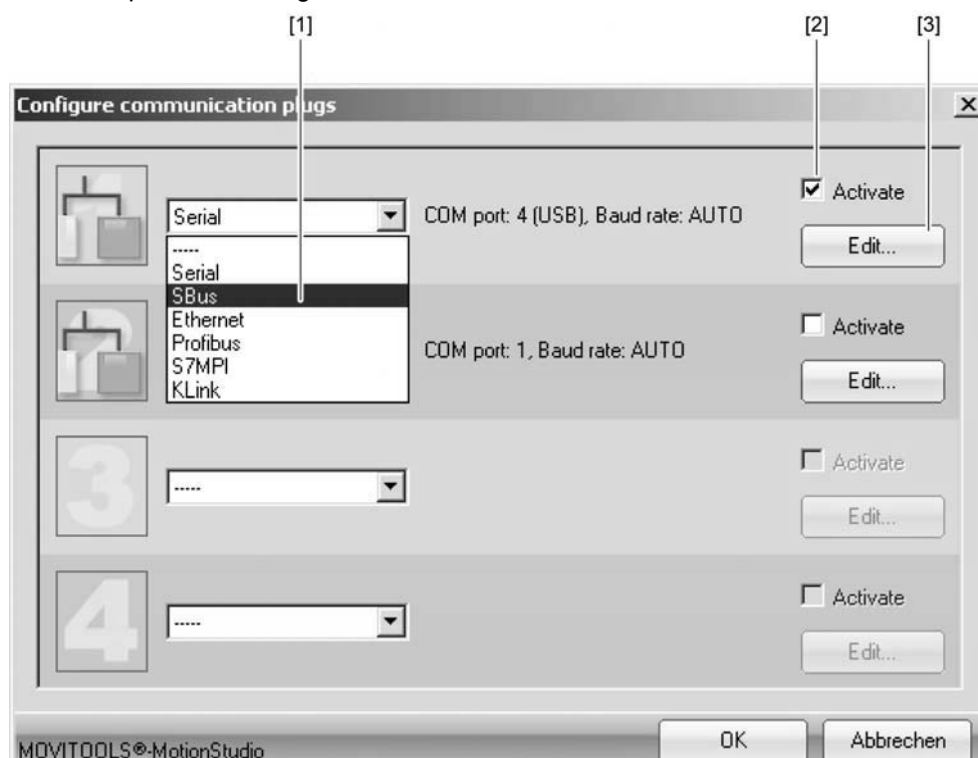 [1] [2] [3]
Configure communication plugs
Serial
COM port: 4 (USB), Baud rate: AUTO
Activate
Edit...
-----
Serial
SBus
Ethernet
Profibus
S7MPI
KLink
COM port: 1, Baud rate: AUTO
Activate
Edit...
3
-----
Activate
Edit...
4
-----
Activate
Edit...
MOVITOOLS®-MotionStudio
OK
Abbrechen